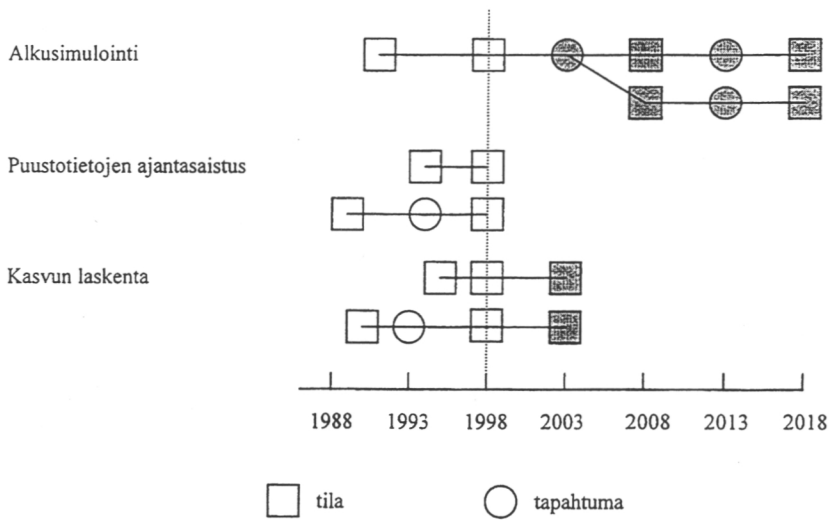 Alkusimulointi
Puustotietojen ajantasaistus
Kasvun laskenta
1988 1993 1998 2003 2008 2013 2018
tila tapahtuma